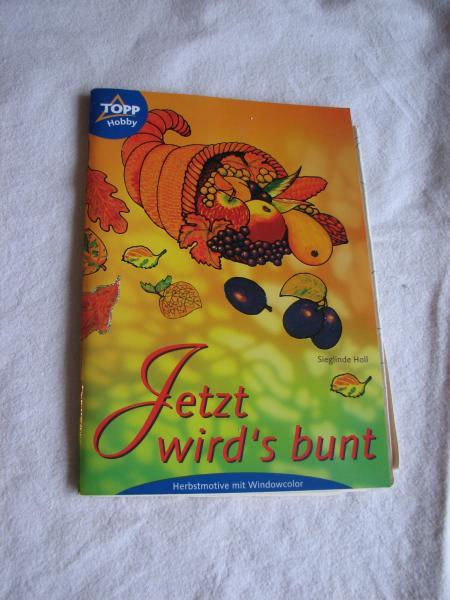 TOPP
Hobby
Sieglinde Holl
Jetzt
wird's bunt
Herbstmotive mit Windowcolor